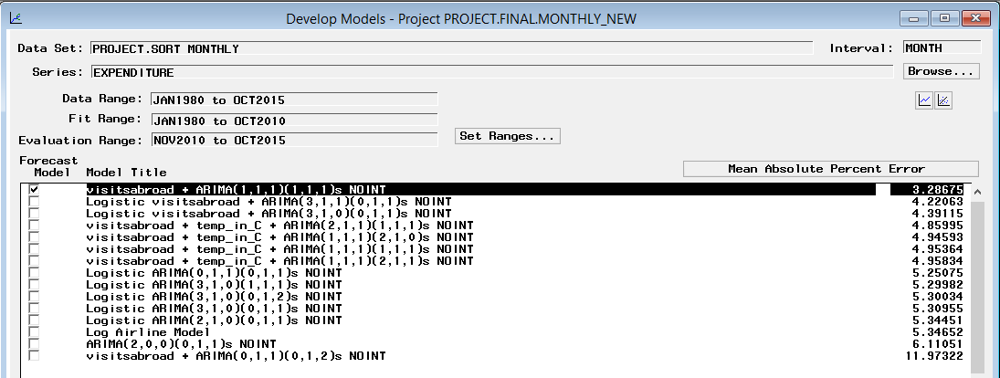 Develop Models - Project PROJECT.FINAL.MONTHLY_NEW
Data Set: PROJECT.SORT MONTHLY Interval: MONTH
Series: EXPENDITURE Browse...
Data Range: JAN1980 to OCT2015
Fit Range: JAN1980 to OCT2010
Evaluation Range: NOV2010 to OCT2015 Set Ranges...
Forecast
Model Model Title Mean Absolute Percent Error
visitsabroad + ARIMA(1,1,1)(1,1,1)s NOINT 3.28675
Logistic visitsabroad + ARIMA(3,1,1)(0,1,1)s NOINT 4.22063
Logistic visitsabroad + ARIMA(3,1,0)(0,1,1)s NOINT 4.39115
visitsabroad + temp_in_C + ARIMA(2,1,1)(1,1,1)s NOINT 4.85995
visitsabroad + temp_in_C + ARIMA(1,1,1)(2,1,0)s NOINT 4.94593
visitsabroad + temp_in_C + ARIMA(1,1,1)(1,1,1)s NOINT 4.95364
visitsabroad + temp_in_C + ARIMA(1,1,1)(2,1,1)s NOINT 4.95834
Logistic ARIMA(0,1,1)(0,1,1)s NOINT 5.25075
Logistic ARIMA(3,1,0)(1,1,1)s NOINT 5.29982
Logistic ARIMA(3,1,0)(0,1,2)s NOINT 5.30034
Logistic ARIMA(3,1,0)(0,1,1)s NOINT 5.30955
Logistic ARIMA(2,1,0)(0,1,1)s NOINT 5.34451
Log Airline Model 5.34652
ARIMA(2,0,0)(0,1,1)s NOINT 6.11051
visitsabroad + ARIMA(0,1,1)(0,1,2)s NOINT 11.97322